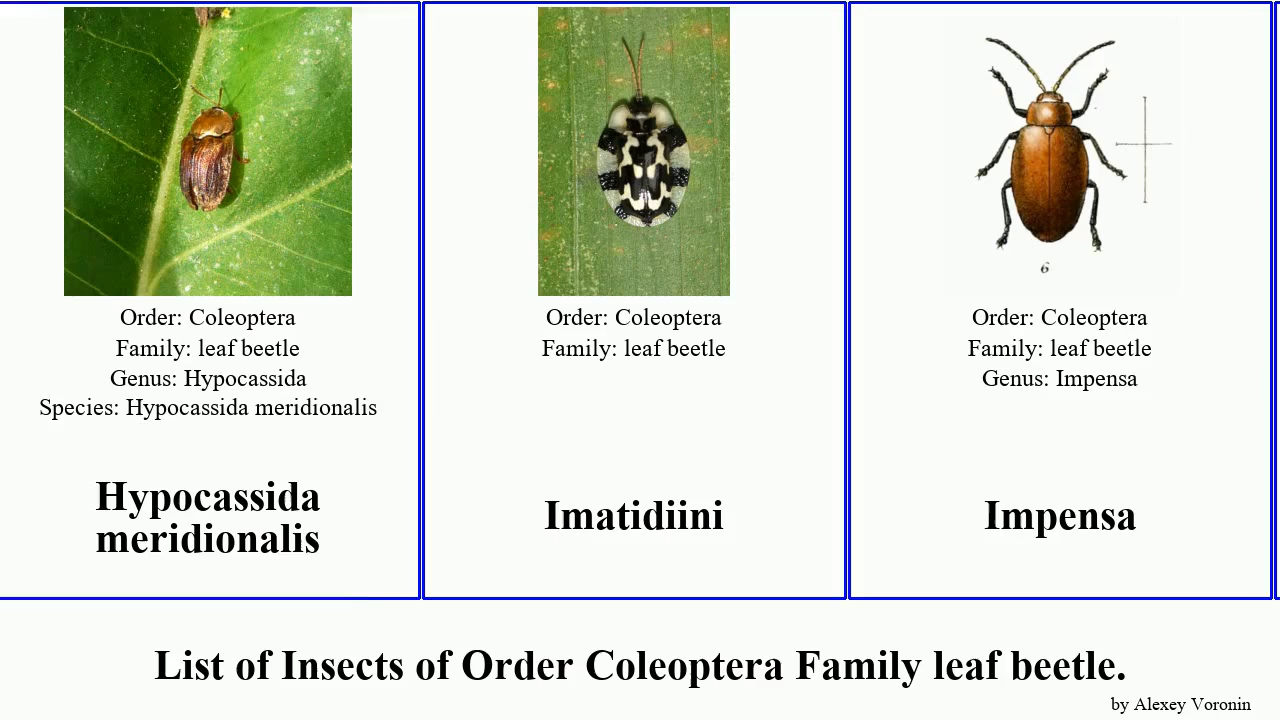 Order: Coleoptera
Family: leaf beetle
Genus: Hypocassida
Species: Hypocassida meridionalis
Hypocassida
meridionalis
Order: Coleoptera
Family: leaf beetle
Imatidiini
6
Order: Coleoptera
Family: leaf beetle
Genus: Impensa
Impensa
List of Insects of Order Coleoptera Family leaf beetle.
by Alexey Voronin